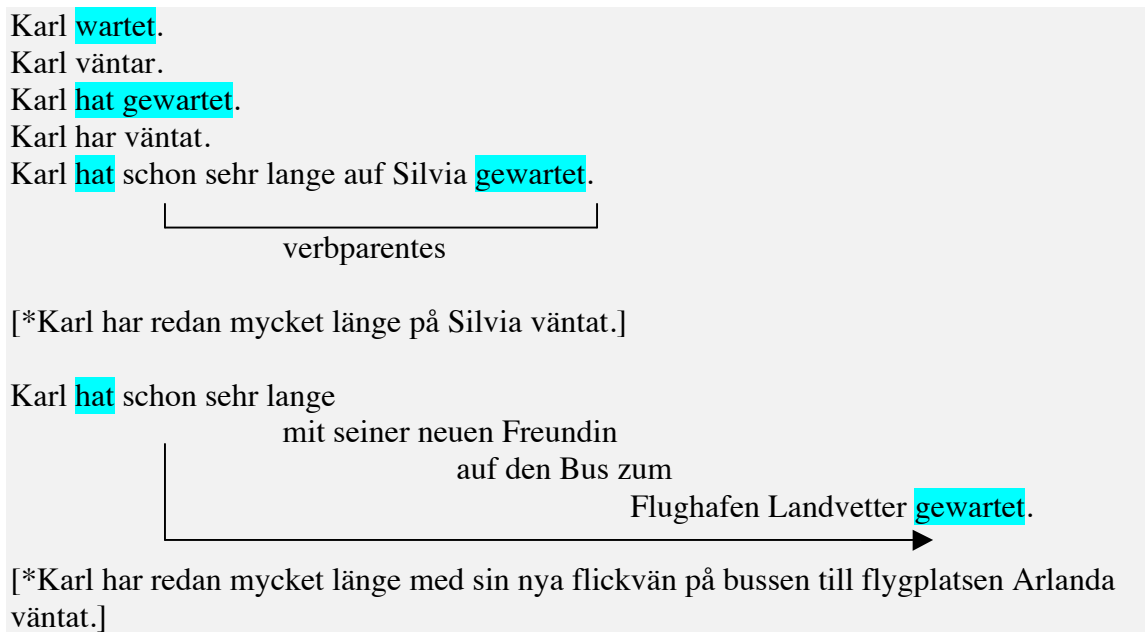 Karl wartet.
Karl väntar.
Karl hat gewartet.
Karl har väntat.
Karl hat schon sehr lange auf Silvia gewartet.
verbparentes
[*Karl har redan mycket länge på Silvia väntat.]
Karl hat schon sehr lange
mit seiner neuen Freundin
auf den Bus zum
Flughafen Landvetter gewartet.
[*Karl har redan mycket länge med sin nya flickvän på bussen till flygplatsen Arlanda
väntat.]